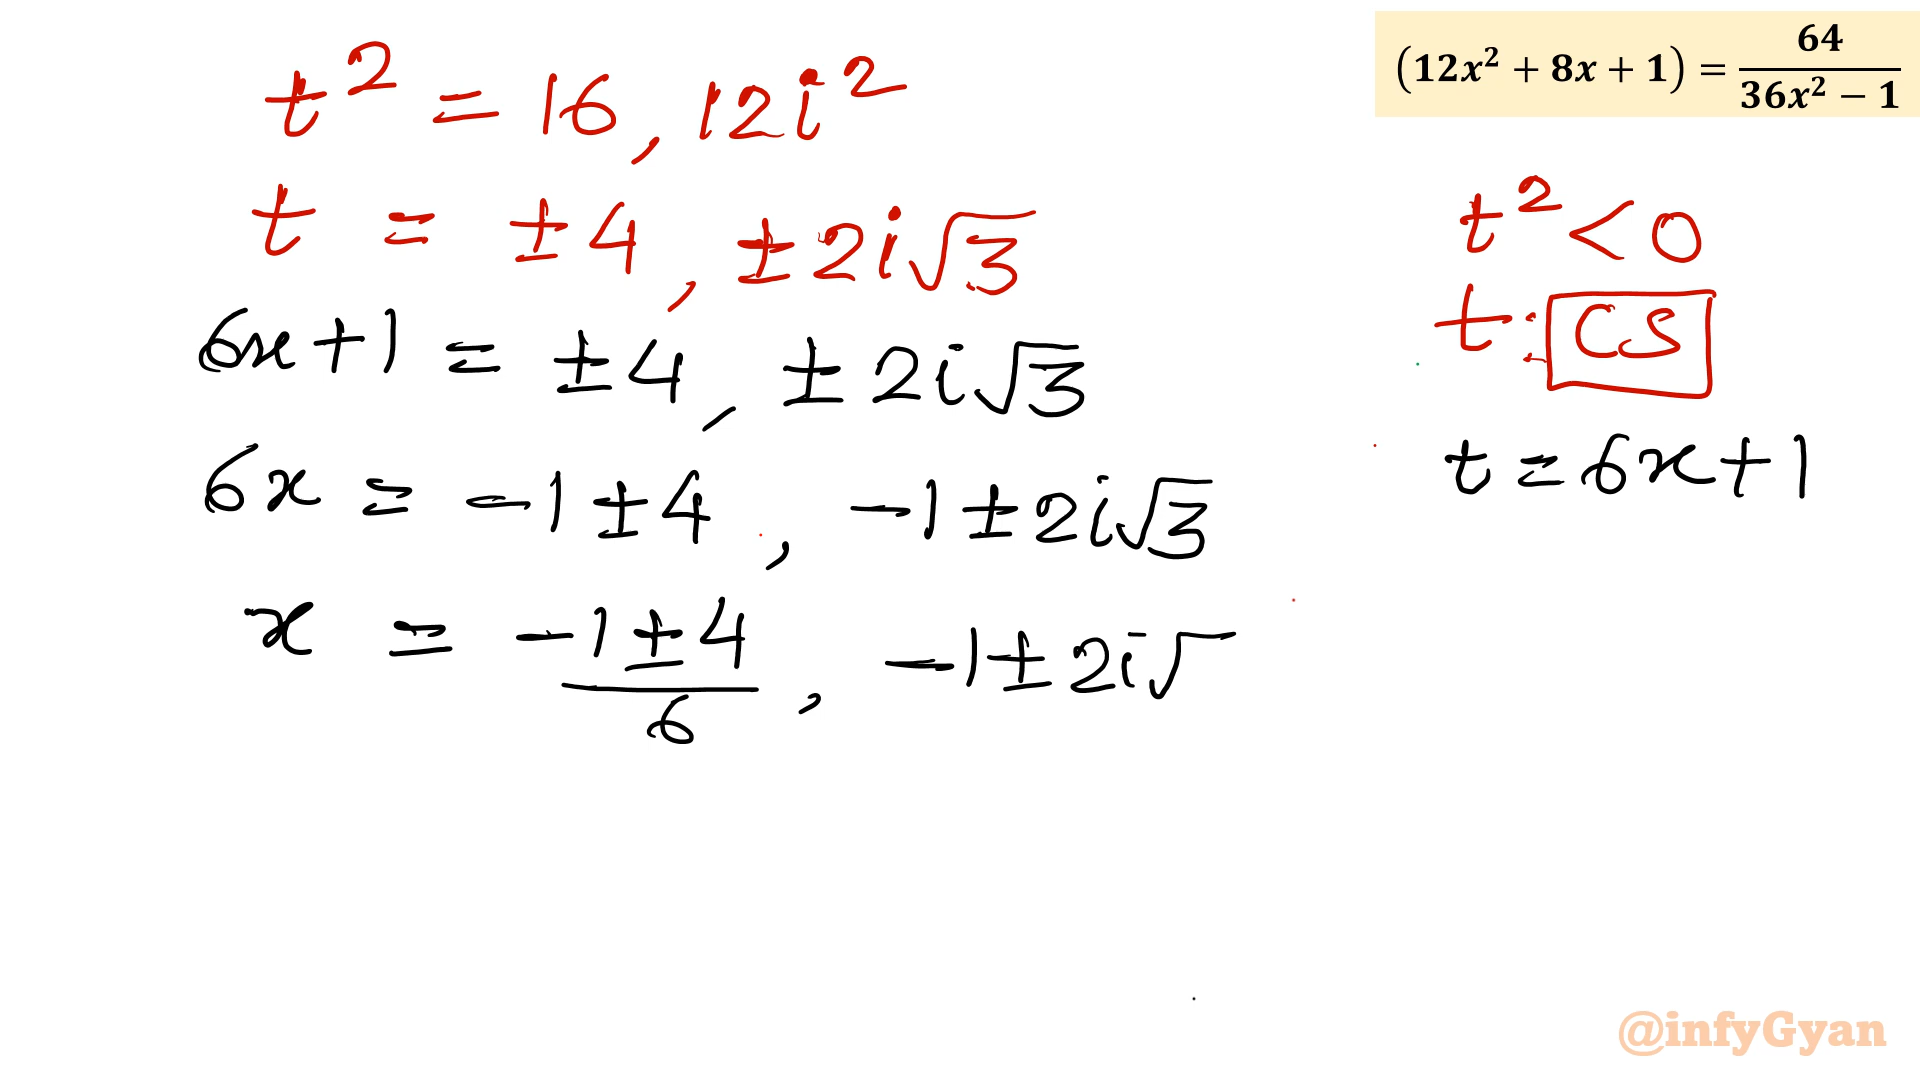 t² = 16, 12i²
t = ±4, ±2i√3
6x+1 = ±4, ±2i√3
6x = -1±4, -1±2i√3
x = (-1±4)/6, -1±2i√
(12x² + 8x + 1) = 64/(36x² − 1)
t² < 0
t: CS
t = 6x+1
@infyGyan